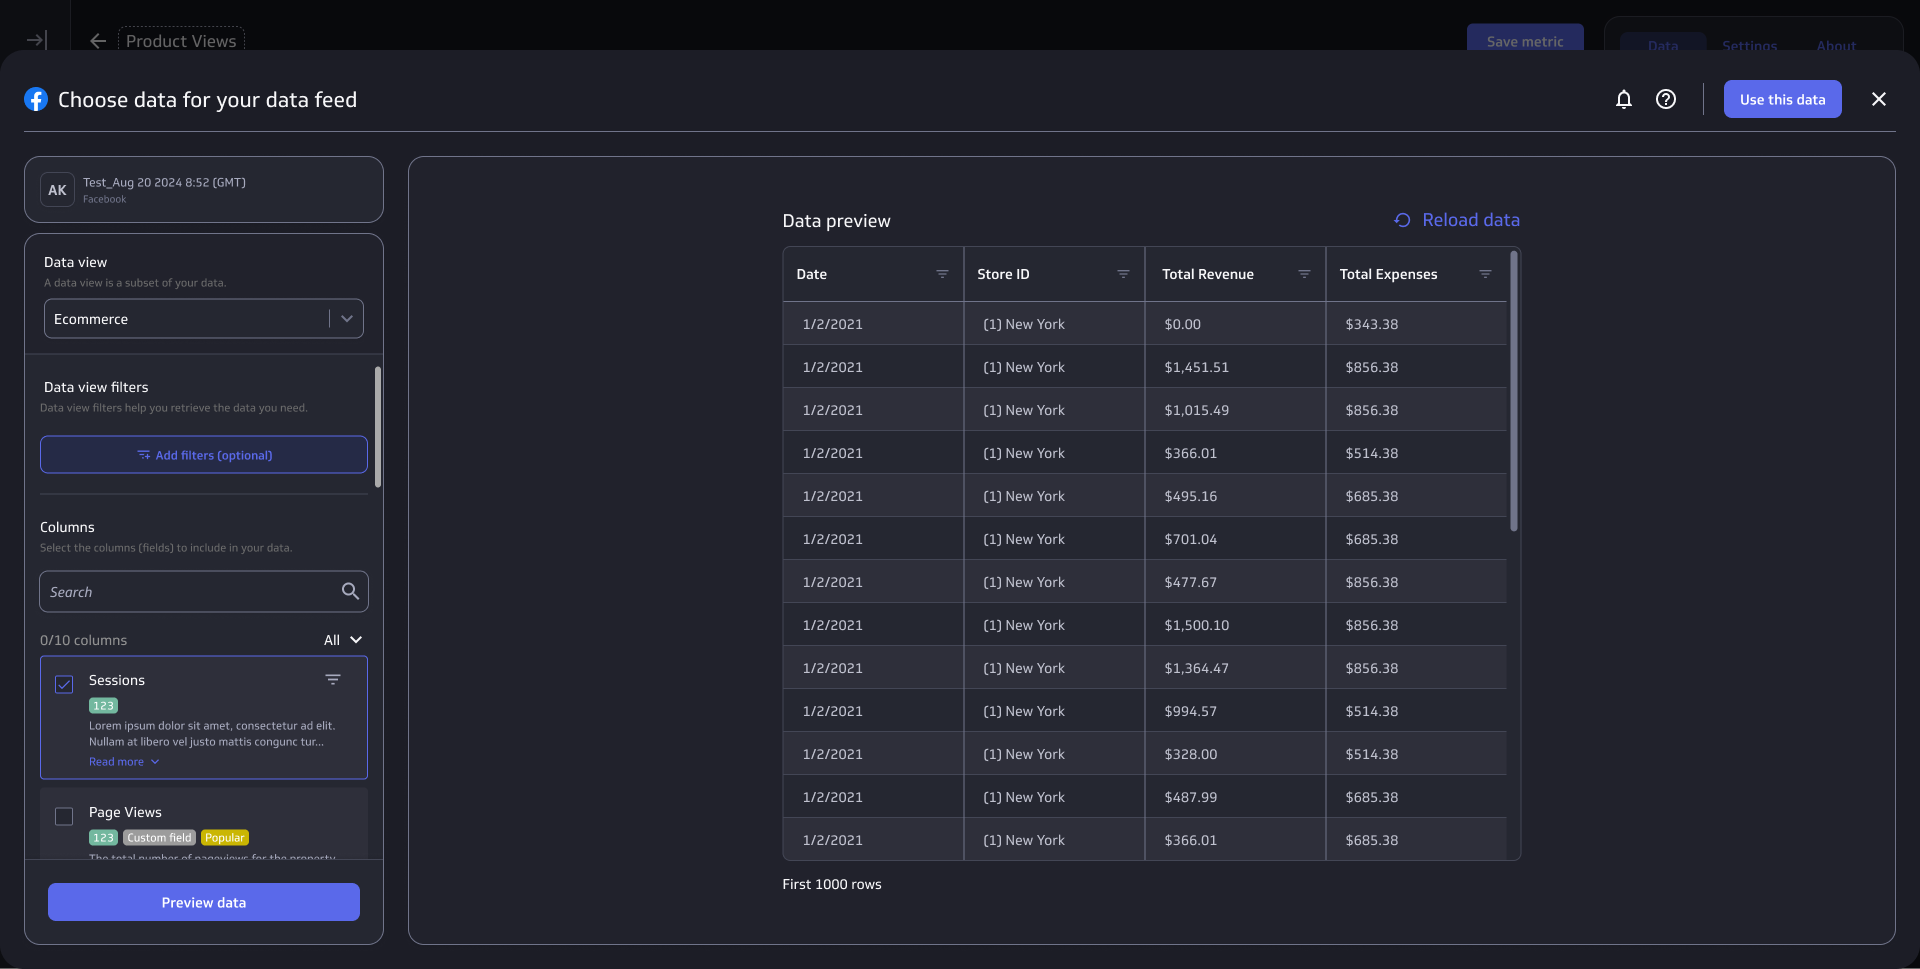 Product Views
Save metric
Data Settings About
Choose data for your data feed
Use this data
AK
Test_Aug 20 2024 8:52 (GMT)
Facebook
Data view
A data view is a subset of your data.
Ecommerce
Data view filters
Data view filters help you retrieve the data you need.
Add filters (optional)
Columns
Select the columns (fields) to include in your data.
Search
0/10 columns All
Sessions
123
Lorem ipsum dolor sit amet, consectetur ad elit.
Nullam at libero vel justo mattis congunc tur...
Read more
Page Views
123 Custom field Popular
The total number of pageviews for the property
Preview data
Data preview Reload data
Date Store ID Total Revenue Total Expenses
1/2/2021 (1) New York $0.00 $343.38
1/2/2021 (1) New York $1,451.51 $856.38
1/2/2021 (1) New York $1,015.49 $856.38
1/2/2021 (1) New York $366.01 $514.38
1/2/2021 (1) New York $495.16 $685.38
1/2/2021 (1) New York $701.04 $685.38
1/2/2021 (1) New York $477.67 $856.38
1/2/2021 (1) New York $1,500.10 $856.38
1/2/2021 (1) New York $1,364.47 $856.38
1/2/2021 (1) New York $994.57 $514.38
1/2/2021 (1) New York $328.00 $514.38
1/2/2021 (1) New York $487.99 $685.38
1/2/2021 (1) New York $366.01 $685.38
First 1000 rows